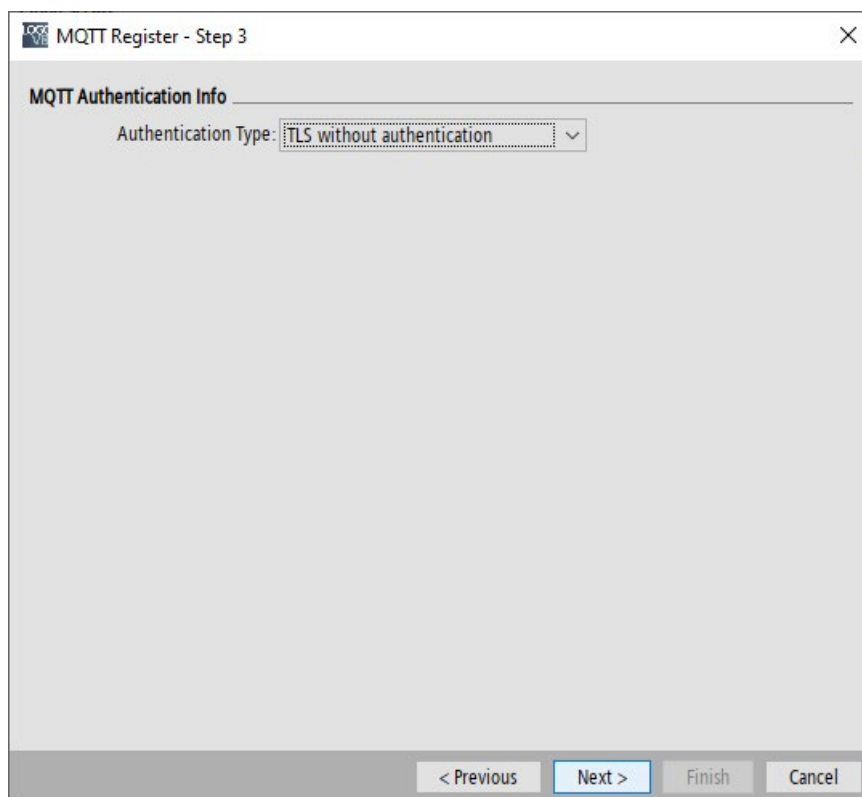 MQTT Register - Step 3
MQTT Authentication Info
Authentication Type: TLS without authentication
< Previous
Next >
Finish
Cancel